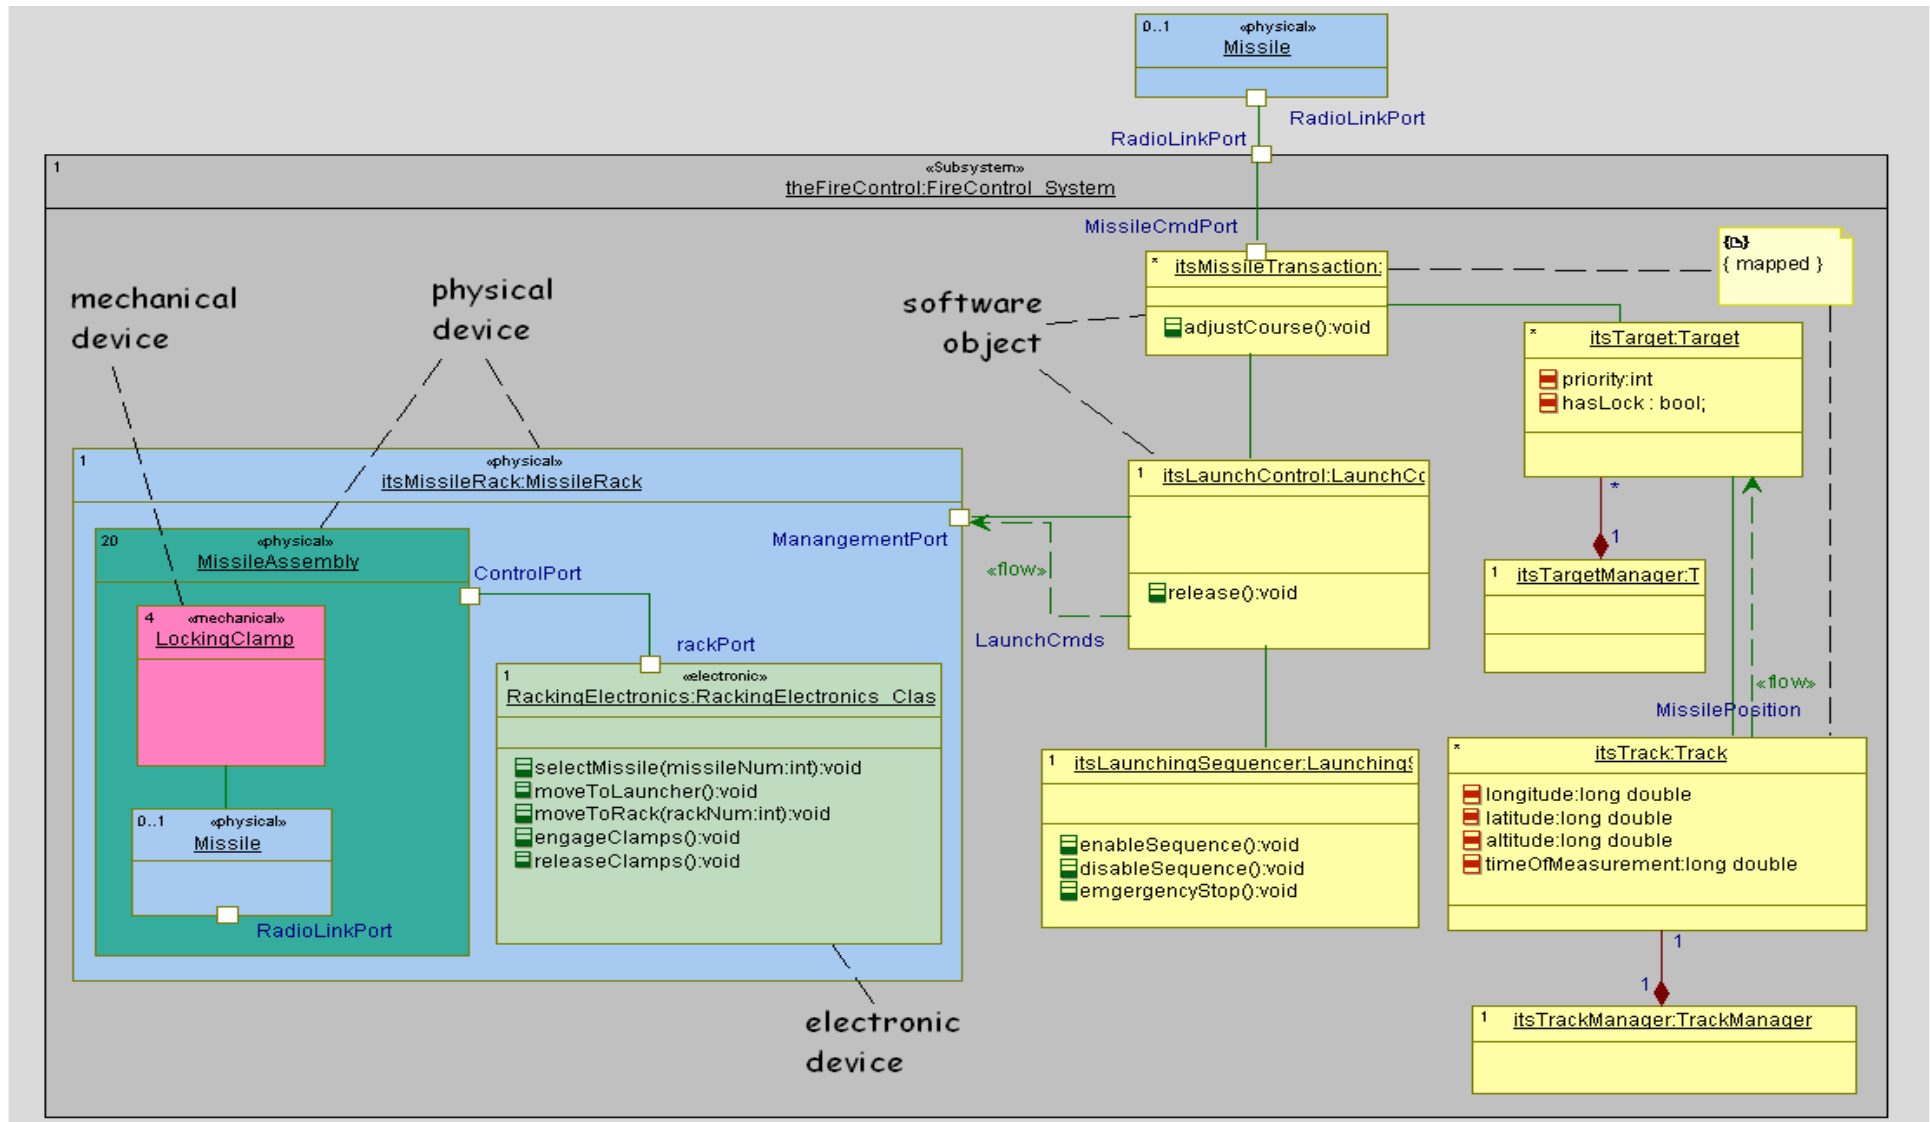 0..1
«physical»
Missile
RadioLinkPort
RadioLinkPort
1
«Subsystem»
theFireControl:FireControl_System
MissileCmdPort
{ mapped }
*
itsMissileTransaction:
adjustCourse():void
mechanical
device
physical
device
software
object
*
itsTarget:Target
priority:int
hasLock : bool;
1
«physical»
itsMissileRack:MissileRack
1
itsLaunchControl:LaunchCo
release():void
ManangementPort
«flow»
LaunchCmds
*
1
1
itsTargetManager:T
20
«physical»
MissileAssembly
ControlPort
4
«mechanical»
LockingClamp
rackPort
1
«electronic»
RackingElectronics:RackingElectronics_Clas
selectMissile(missileNum:int):void
moveToLauncher():void
moveToRack(rackNum:int):void
engageClamps():void
releaseClamps():void
«flow»
MissilePosition
1
itsLaunchingSequencer:LaunchingS
enableSequence():void
disableSequence():void
emgergencyStop():void
*
itsTrack:Track
longitude:long double
latitude:long double
altitude:long double
timeOfMeasurement:long double
0..1
«physical»
Missile
RadioLinkPort
1
1
electronic
device
1
itsTrackManager:TrackManager